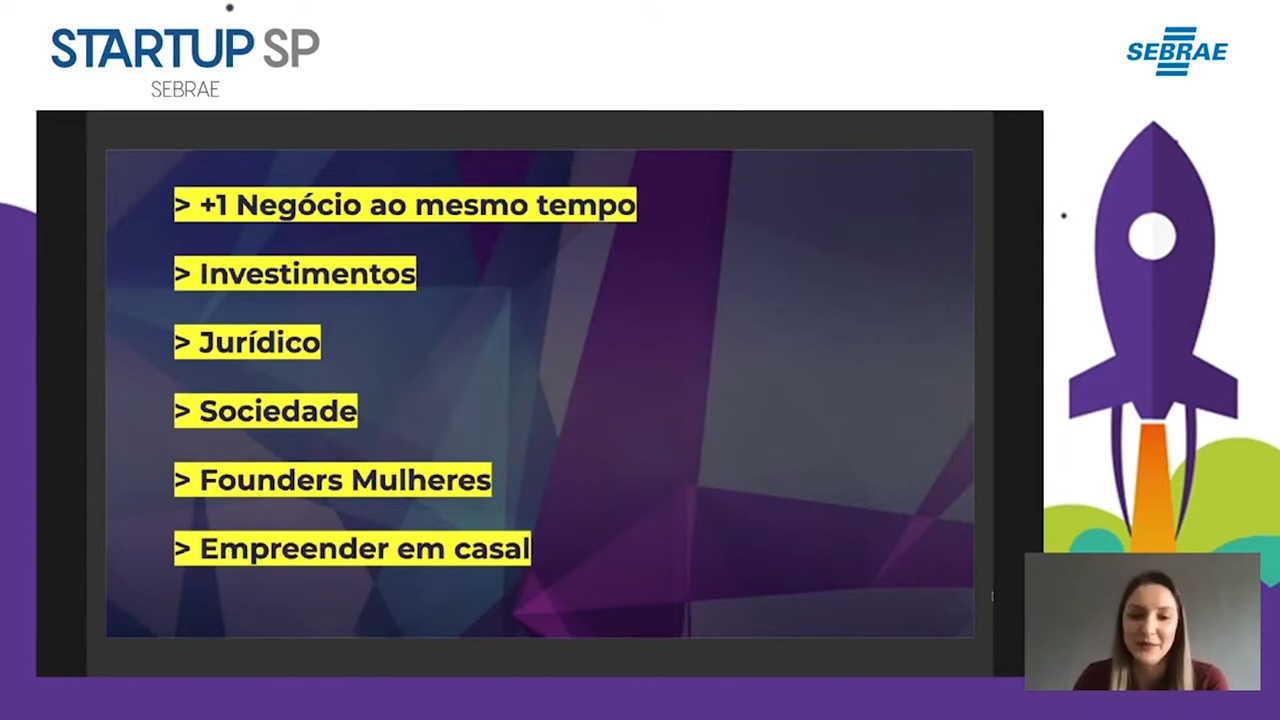 STARTUP SP
SEBRAE
SEBRAE
> +1 Negócio ao mesmo tempo
> Investimentos
> Jurídico
> Sociedade
> Founders Mulheres
> Empreender em casal